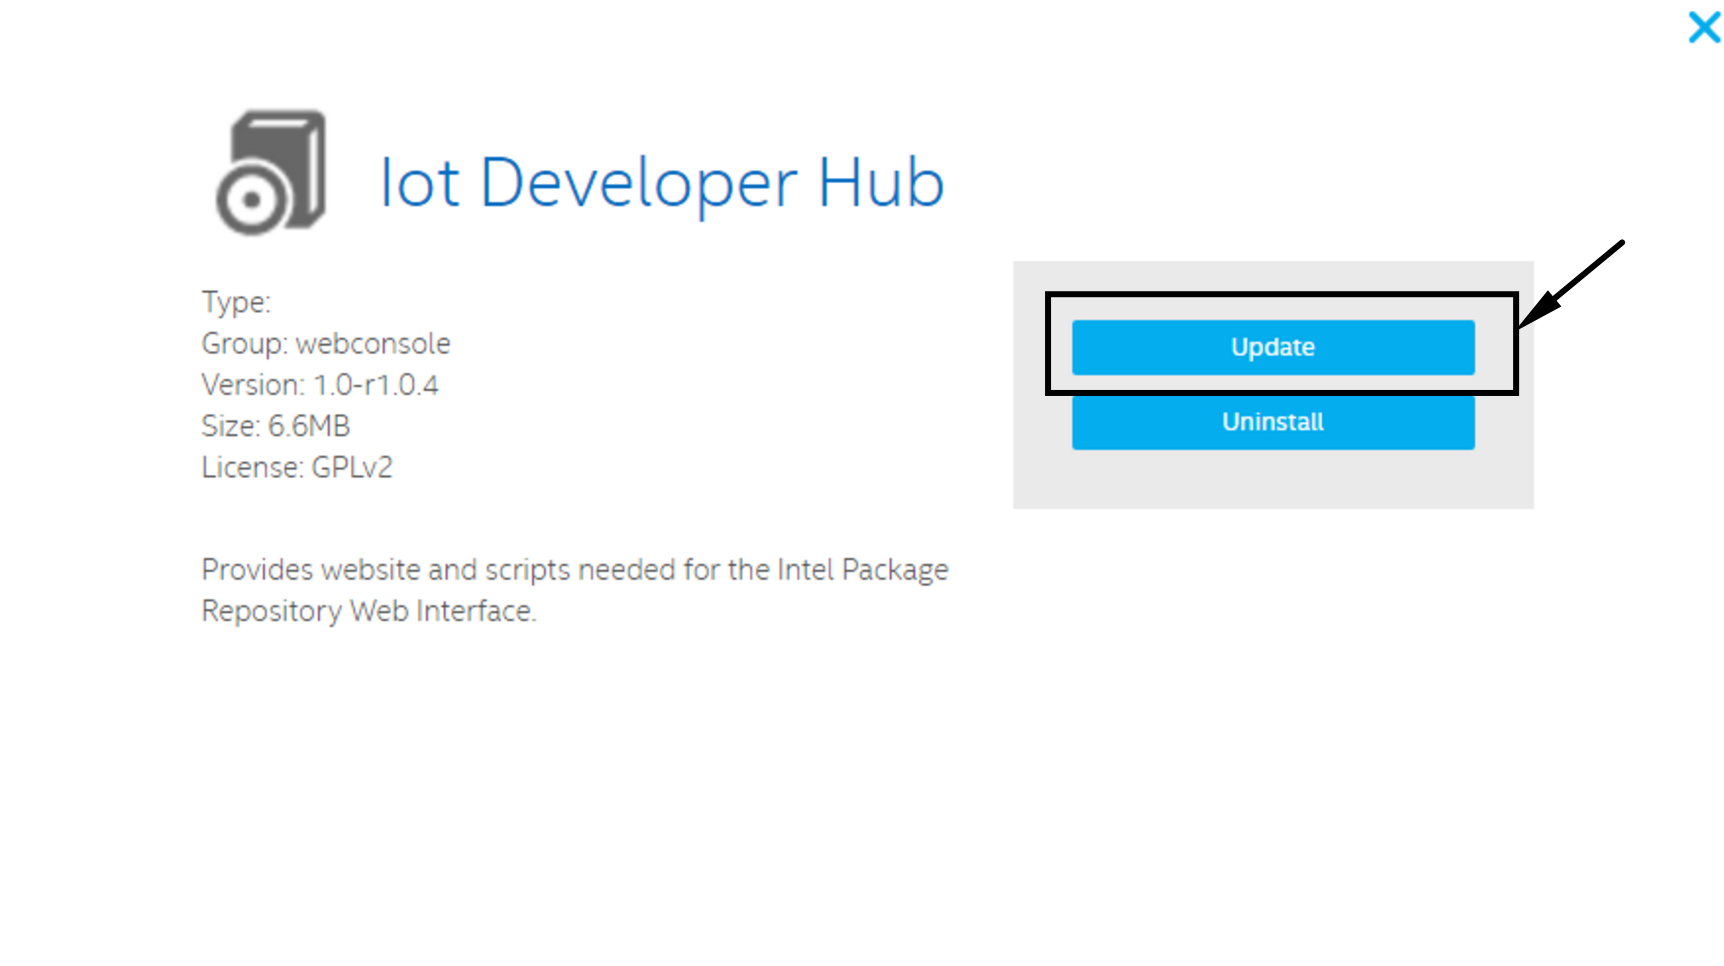 Iot Developer Hub
Type:
Group: webconsole
Version: 1.0-r1.0.4
Size: 6.6MB
License: GPLv2
Update
Uninstall
Provides website and scripts needed for the Intel Package
Repository Web Interface.